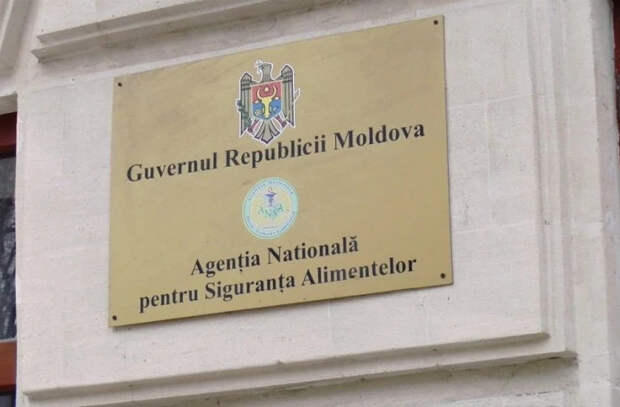 Guvernul Republicii Moldova
Agenția Națională
pentru Siguranța Alimentelor